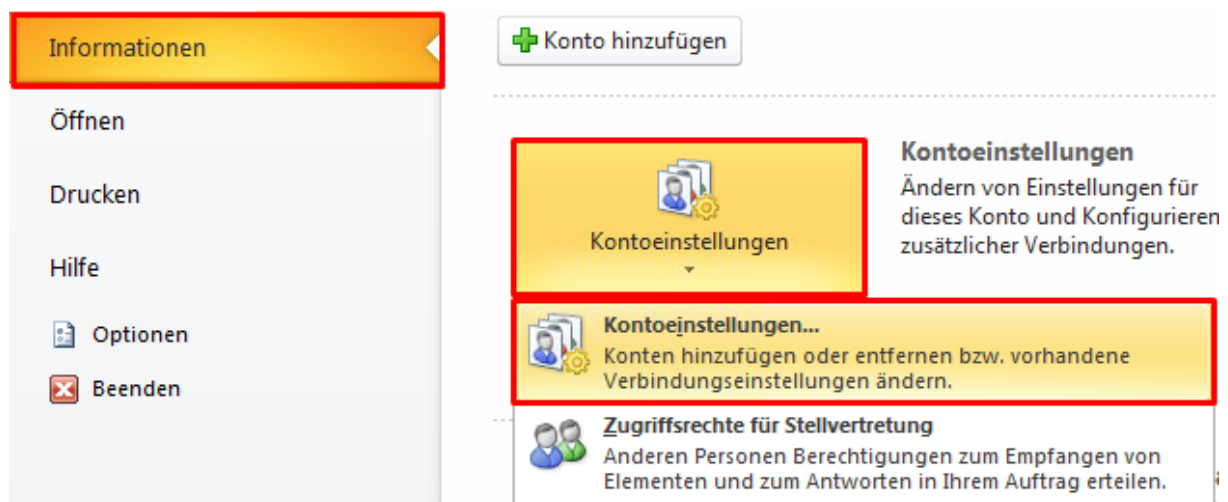 Informationen
Öffnen
Drucken
Hilfe
Optionen
Beenden
Konto hinzufügen
Kontoeinstellungen
Kontoeinstellungen
Ändern von Einstellungen für
dieses Konto und Konfigurieren
zusätzlicher Verbindungen.
Kontoeinstellungen...
Konten hinzufügen oder entfernen bzw. vorhandene
Verbindungseinstellungen ändern.
Zugriffsrechte für Stellvertretung
Anderen Personen Berechtigungen zum Empfangen von
Elementen und zum Antworten in Ihrem Auftrag erteilen.